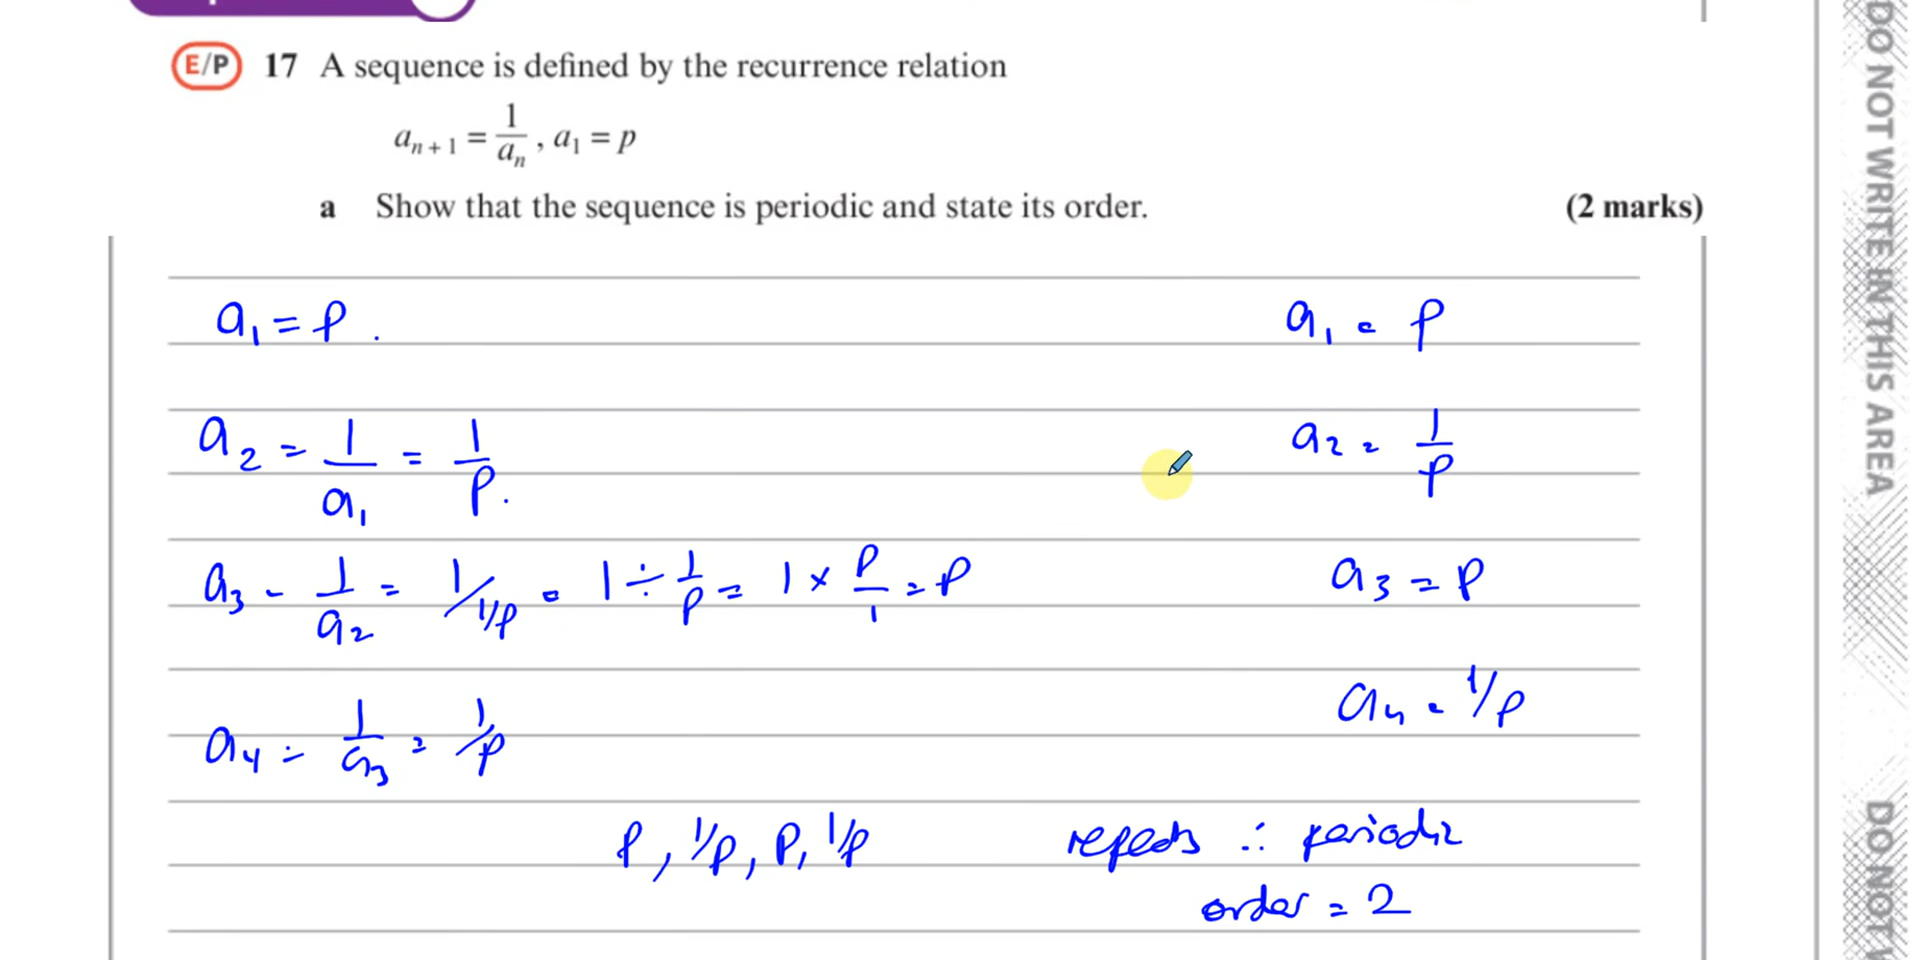 E/P 17 A sequence is defined by the recurrence relation
aₙ₊₁ = 1/aₙ , a₁ = p
a Show that the sequence is periodic and state its order. (2 marks)
a₁ = p .
a₁ = p
a₂ = 1/a₁ = 1/p .
a₂ = 1/p
a₃ = 1/a₂ = 1/1/p = 1 ÷ 1/p = 1 × p/1 = p
a₃ = p
a₄ = 1/a₃ = 1/p
a₄ = 1/p
p, 1/p, p, 1/p
repeats ∴ periodic
order = 2
DO NOT WRITE IN THIS AREA
DO NOT